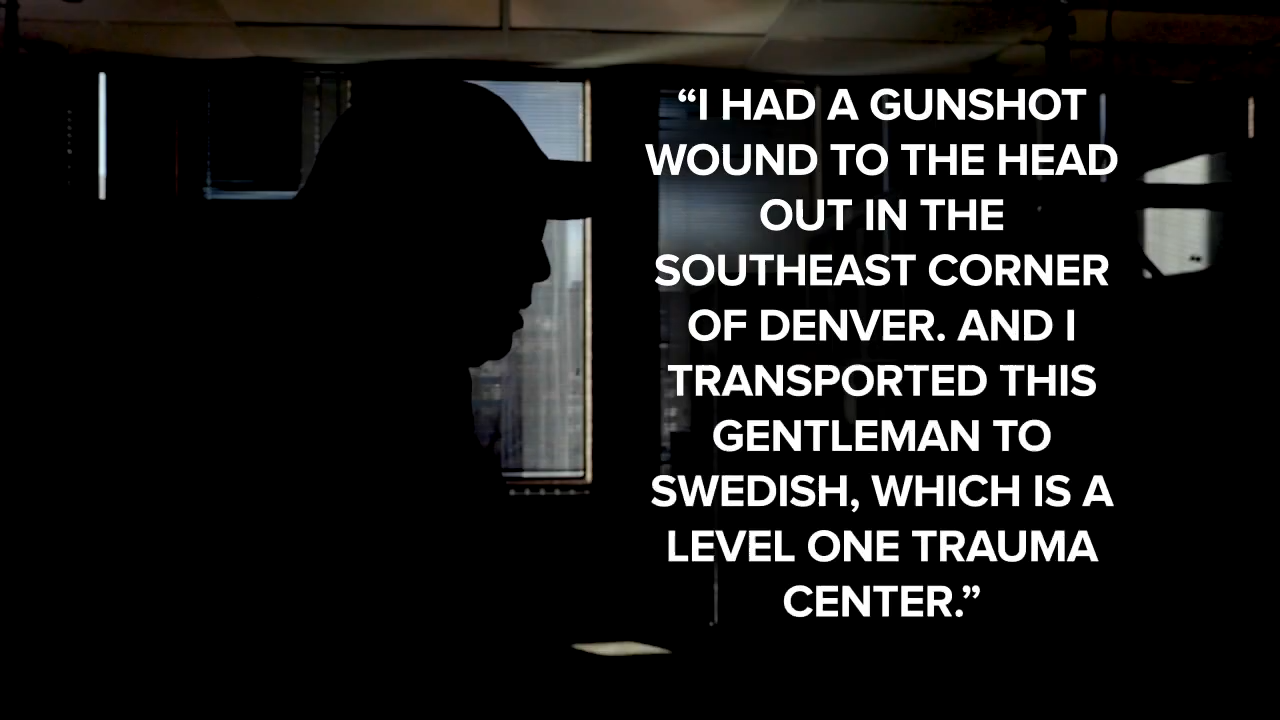 “I HAD A GUNSHOT
WOUND TO THE HEAD
OUT IN THE
SOUTHEAST CORNER
OF DENVER. AND I
TRANSPORTED THIS
GENTLEMAN TO
SWEDISH, WHICH IS A
LEVEL ONE TRAUMA
CENTER.”